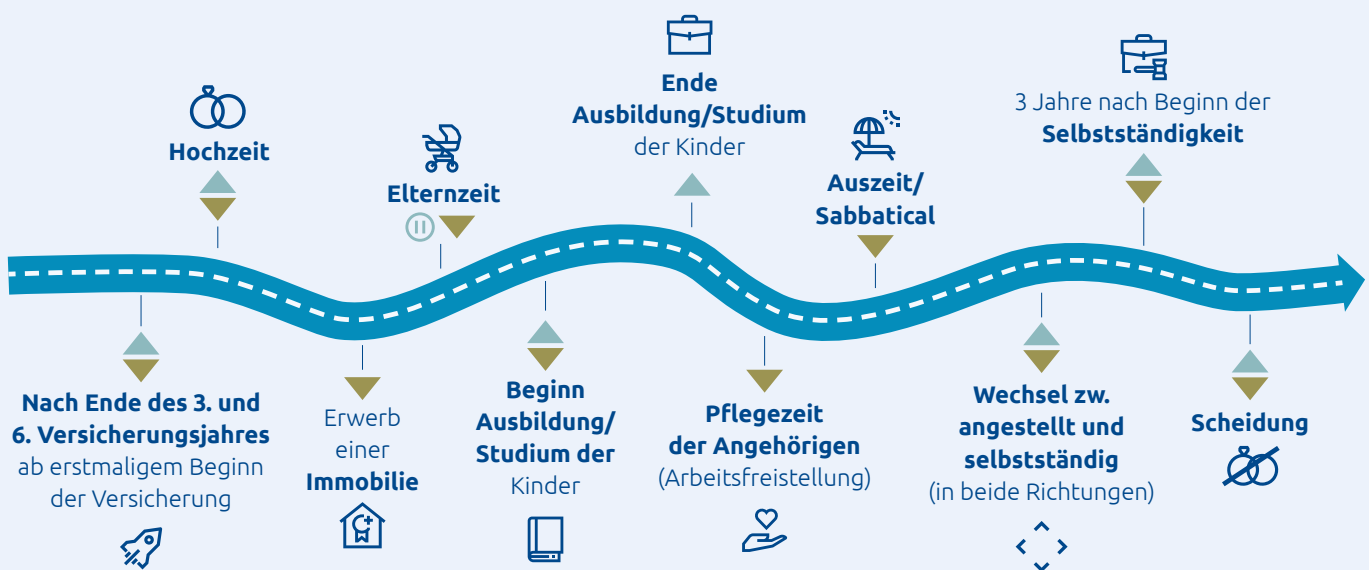 Hochzeit
Elternzeit
Ende
Ausbildung/Studium
der Kinder
Auszeit/
Sabbatical
3 Jahre nach Beginn der
Selbstständigkeit
Nach Ende des 3. und
6. Versicherungsjahres
ab erstmaligem Beginn
der Versicherung
Erwerb
einer
Immobilie
Beginn
Ausbildung/
Studium der
Kinder
Pflegezeit
der Angehörigen
(Arbeitsfreistellung)
Wechsel zw.
angestellt und
selbstständig
(in beide Richtungen)
Scheidung